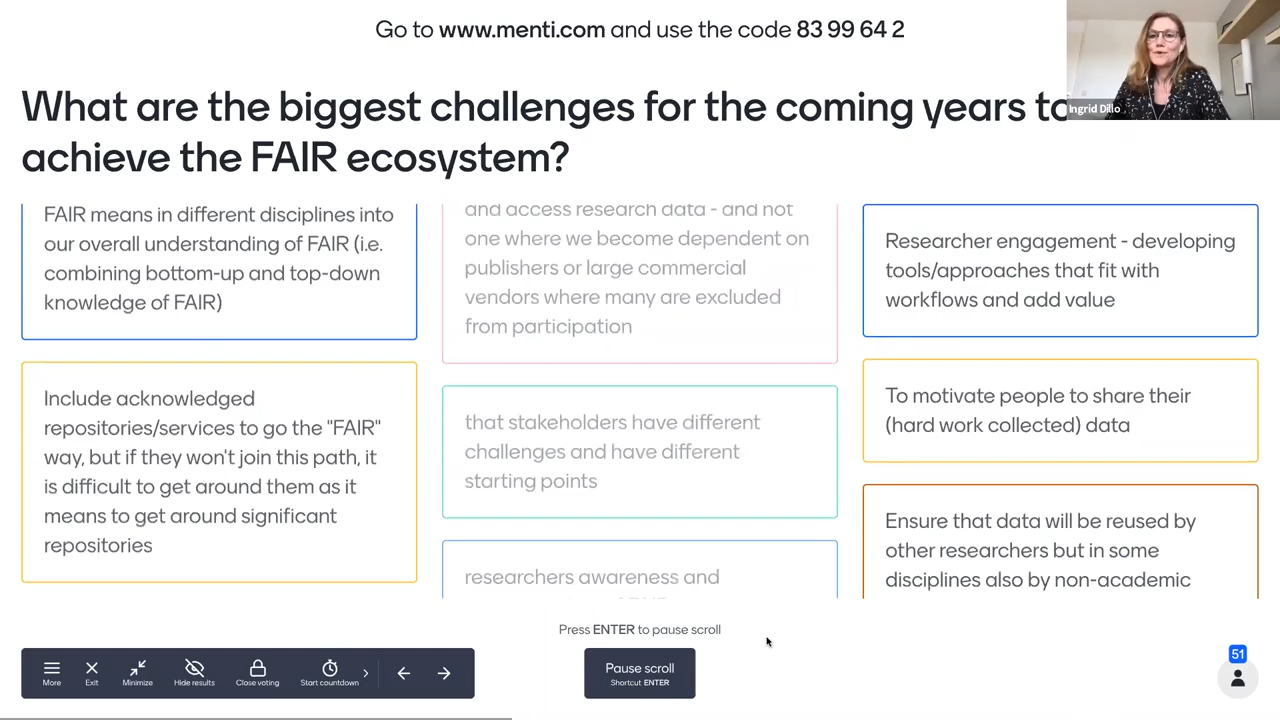 Go to www.menti.com and use the code 83 99 64 2
Ingrid Dillo
What are the biggest challenges for the coming years to
achieve the FAIR ecosystem?
FAIR means in different disciplines into
our overall understanding of FAIR (i.e.
combining bottom-up and top-down
knowledge of FAIR)
Include acknowledged
repositories/services to go the "FAIR"
way, but if they won't join this path, it
is difficult to get around them as it
means to get around significant
repositories
and access research data - and not
one where we become dependent on
publishers or large commercial
vendors where many are excluded
from participation
that stakeholders have different
challenges and have different
starting points
researchers awareness and
Researcher engagement - developing
tools/approaches that fit with
workflows and add value
To motivate people to share their
(hard work collected) data
Ensure that data will be reused by
other researchers but in some
disciplines also by non-academic
Press ENTER to pause scroll
More
Exit
Minimize
Hide results
Close voting
Start countdown
Pause scroll
Shortcut ENTER
51